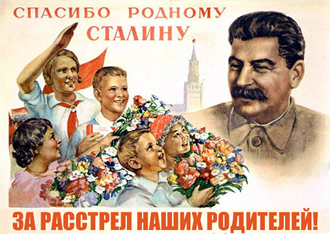 СПАСИБО РОДНОМУ
СТАЛИНУ.
ЗА РАССТРЕЛ НАШИХ РОДИТЕЛЕЙ!